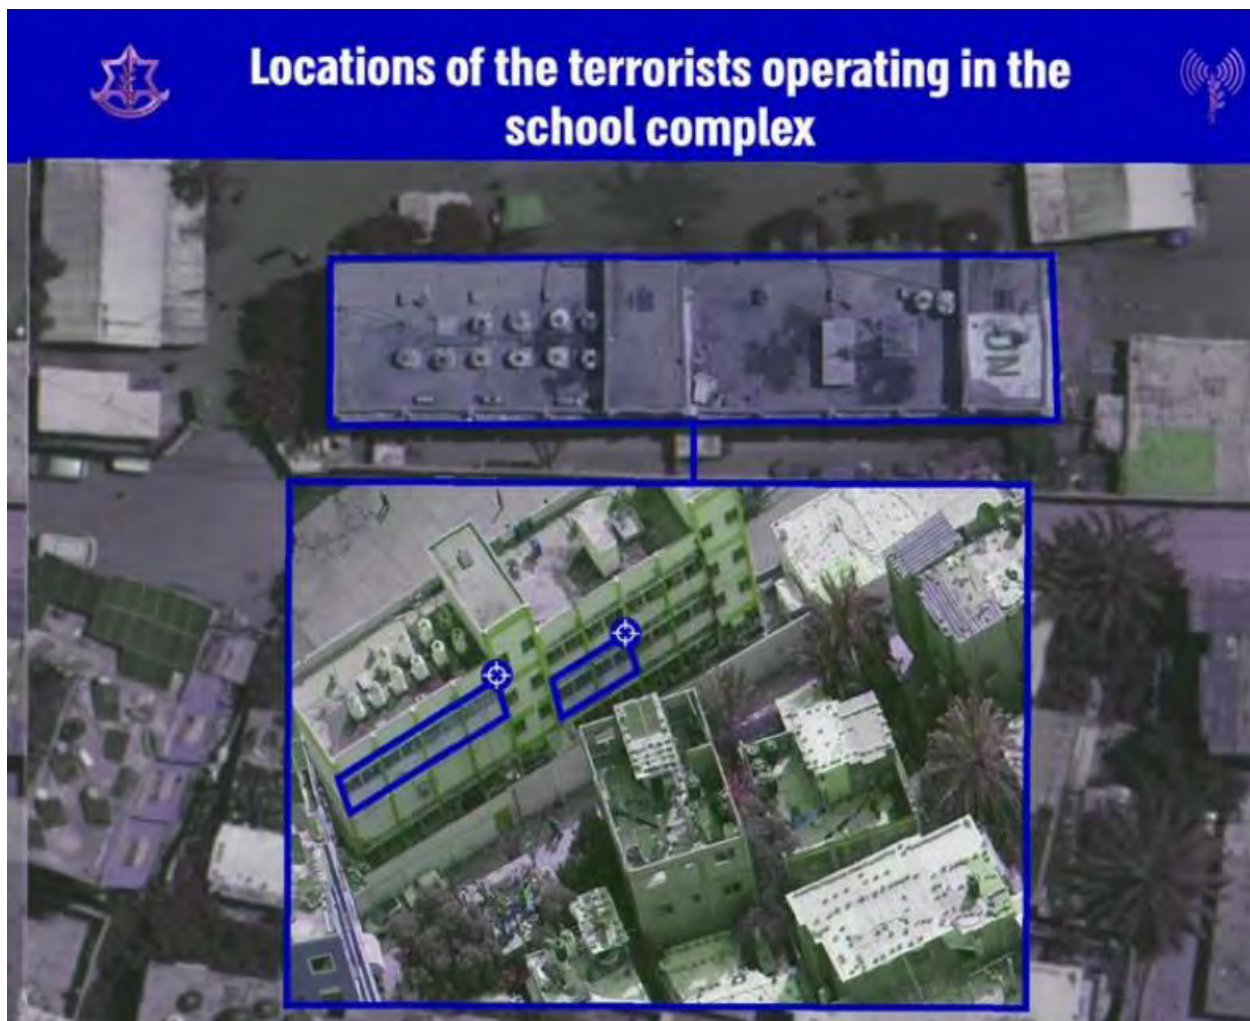 Locations of the terrorists operating in the
school complex
UN